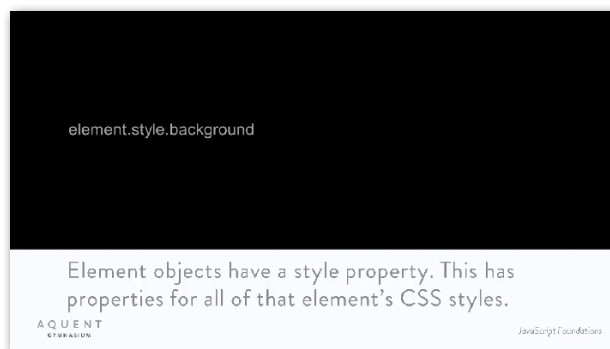 element.style.background
Element objects have a style property. This has
properties for all of that element's CSS styles.
AQUENT
GYMNASIUM
JavaScript Foundations